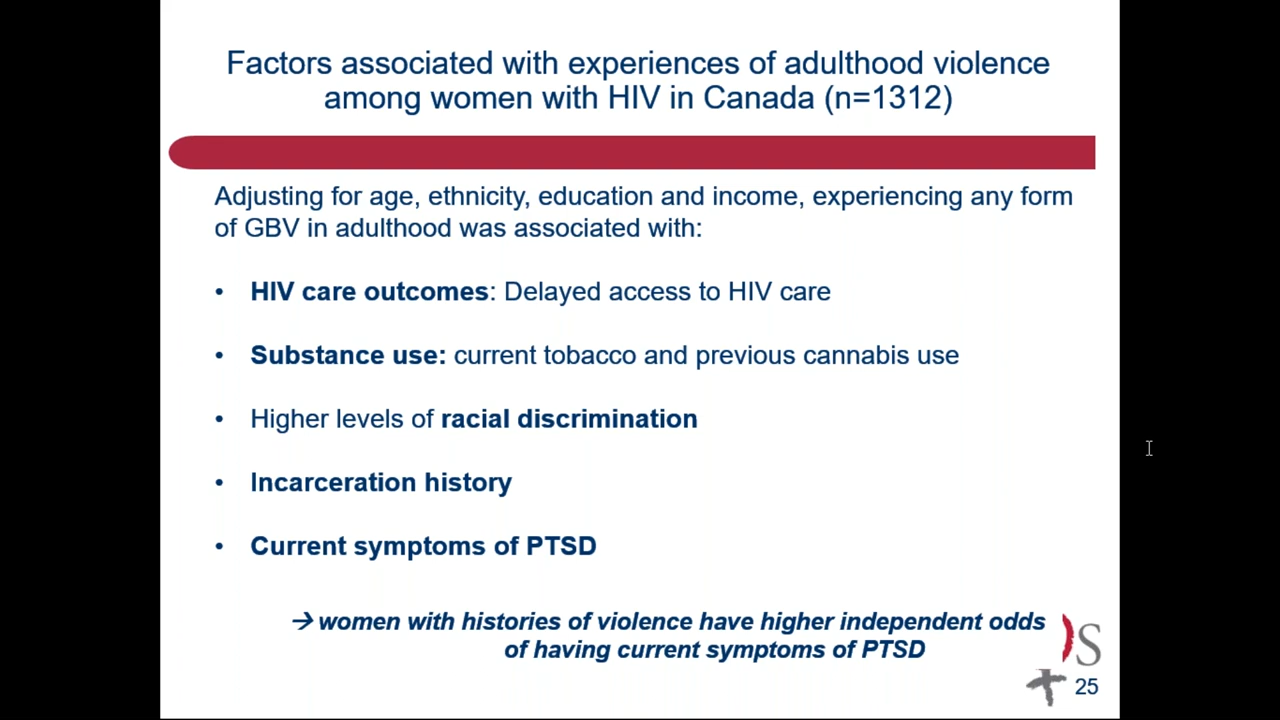 Factors associated with experiences of adulthood violence
among women with HIV in Canada (n=1312)
Adjusting for age, ethnicity, education and income, experiencing any form
of GBV in adulthood was associated with:
• HIV care outcomes: Delayed access to HIV care
• Substance use: current tobacco and previous cannabis use
• Higher levels of racial discrimination
• Incarceration history
• Current symptoms of PTSD
→ women with histories of violence have higher independent odds
of having current symptoms of PTSD
S
25